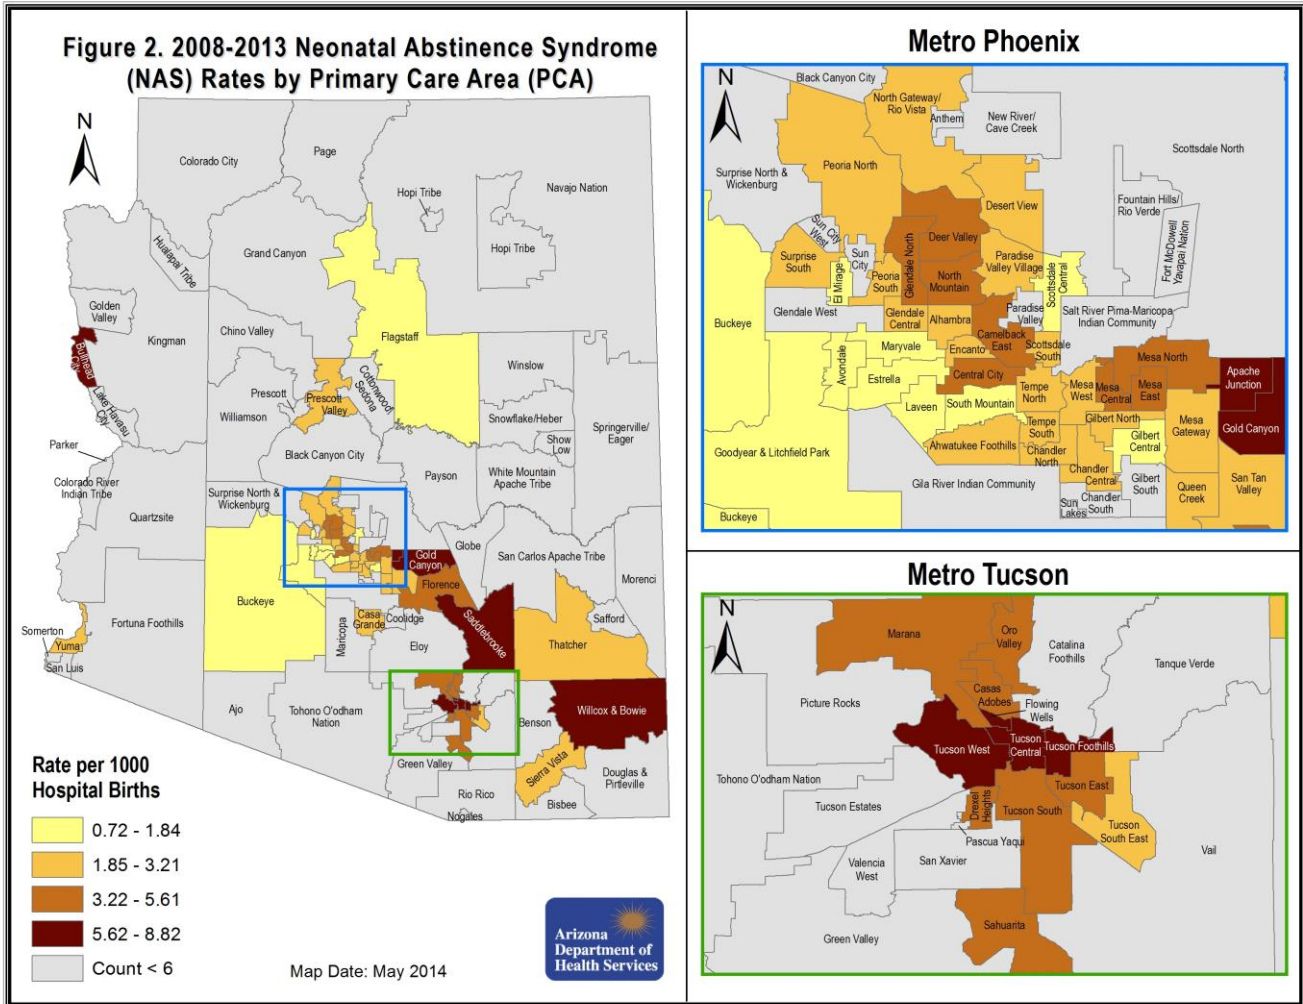 Figure 2. 2008-2013 Neonatal Abstinence Syndrome
(NAS) Rates by Primary Care Area (PCA)
N
Colorado City
Page
Hopi Tribe
Navajo Nation
Hualapai Tribe
Grand Canyon
Hopi Tribe
Golden
Valley
Kingman
Chino Valley
Flagstaff
Bullhead
City
Winslow
Lake Havasu
City
Prescott
Cottonwood
Sedona
Prescott
Valley
Williamson
Snowflake/Heber
Springerville/
Eager
Show
Low
Parker
Black Canyon City
Payson
White Mountain
Apache Tribe
Colorado River
Indian Tribe
Quartzsite
Surprise North &
Wickenburg
Globe
San Carlos Apache Tribe
Gold
Canyon
Florence
Morenci
Buckeye
Saddlebrooke
Safford
Fortuna Foothills
Casa
Grande
Coolidge
Somerton
Yuma
Maricopa
Eloy
Thatcher
San Luis
Ajo
Tohono O'odham
Nation
Willcox & Bowie
Benson
Green Valley
Sierra Vista
Douglas &
Pirtleville
Rio Rico
Bisbee
Nogales
Rate per 1000
Hospital Births
0.72 - 1.84
1.85 - 3.21
3.22 - 5.61
5.62 - 8.82
Count < 6
Map Date: May 2014
Arizona
Department of
Health Services
Metro Phoenix
N
Black Canyon City
North Gateway/
Rio Vista
Anthem
New River/
Cave Creek
Scottsdale North
Peoria North
Surprise North &
Wickenburg
Desert View
Fountain Hills/
Rio Verde
Fort McDowell
Yavapai Nation
Sun City
West
Deer Valley
Surprise
South
Sun
City
Glendale North
Paradise
Valley Village
Scottsdale
Central
El Mirage
Peoria
South
North
Mountain
Paradise
Valley
Salt River Pima-Maricopa
Indian Community
Glendale West
Glendale
Central
Alhambra
Buckeye
Camelback
East
Scottsdale
South
Maryvale
Encanto
Mesa North
Avondale
Estrella
Central City
Apache
Junction
Tempe
North
Mesa
West
Mesa
Central
Mesa
East
Laveen
South Mountain
Gilbert North
Mesa
Gateway
Gold Canyon
Tempe
South
Ahwatukee Foothills
Gilbert
Central
Goodyear & Litchfield Park
Chandler
North
Chandler
Central
San Tan
Valley
Gila River Indian Community
Gilbert
South
Queen
Creek
Sun
Lakes
Chandler
South
Buckeye
Metro Tucson
N
Marana
Oro
Valley
Catalina
Foothills
Tanque Verde
Picture Rocks
Casas
Adobes
Flowing
Wells
Tucson West
Tucson
Central
Tucson Foothills
Tohono O'odham Nation
Tucson East
Tucson Estates
Drexel
Heights
Tucson South
Tucson
South East
Pascua Yaqui
Vail
Valencia
West
San Xavier
Sahuarita
Green Valley